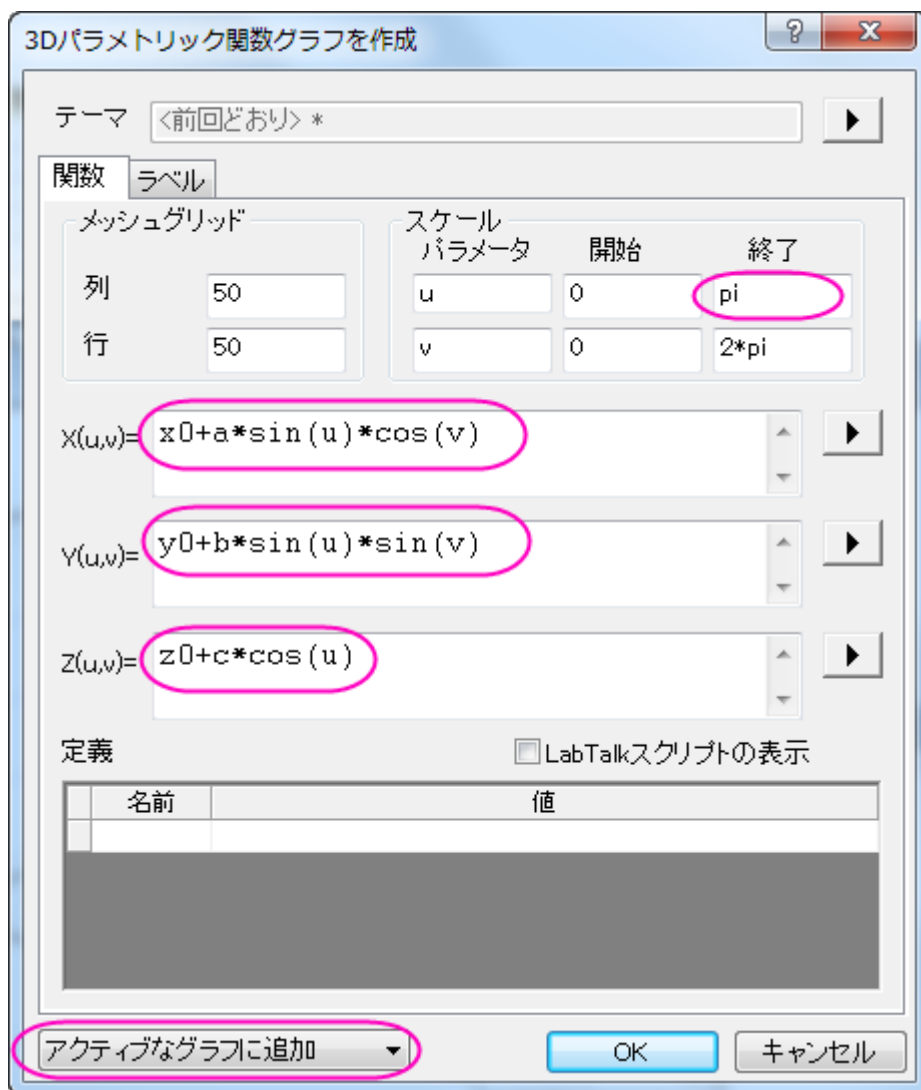 3Dパラメトリック関数グラフを作成
テーマ <前回どおり> *
関数 ラベル
メッシュグリッド スケール
パラメータ 開始 終了
列 50 u 0 pi
行 50 v 0 2*pi
X(u,v)= x0+a*sin(u)*cos(v)
Y(u,v)= y0+b*sin(u)*sin(v)
Z(u,v)= z0+c*cos(u)
定義 LabTalkスクリプトの表示
名前 値
アクティブなグラフに追加 OK キャンセル